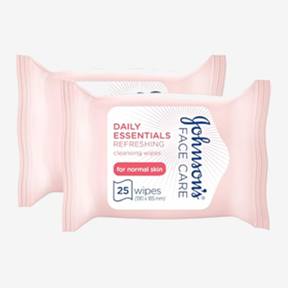 DAILY
ESSENTIALS
REFRESHING
cleansing wipes
for normal skin
25 wipes
Johnson's®
FACE CARE